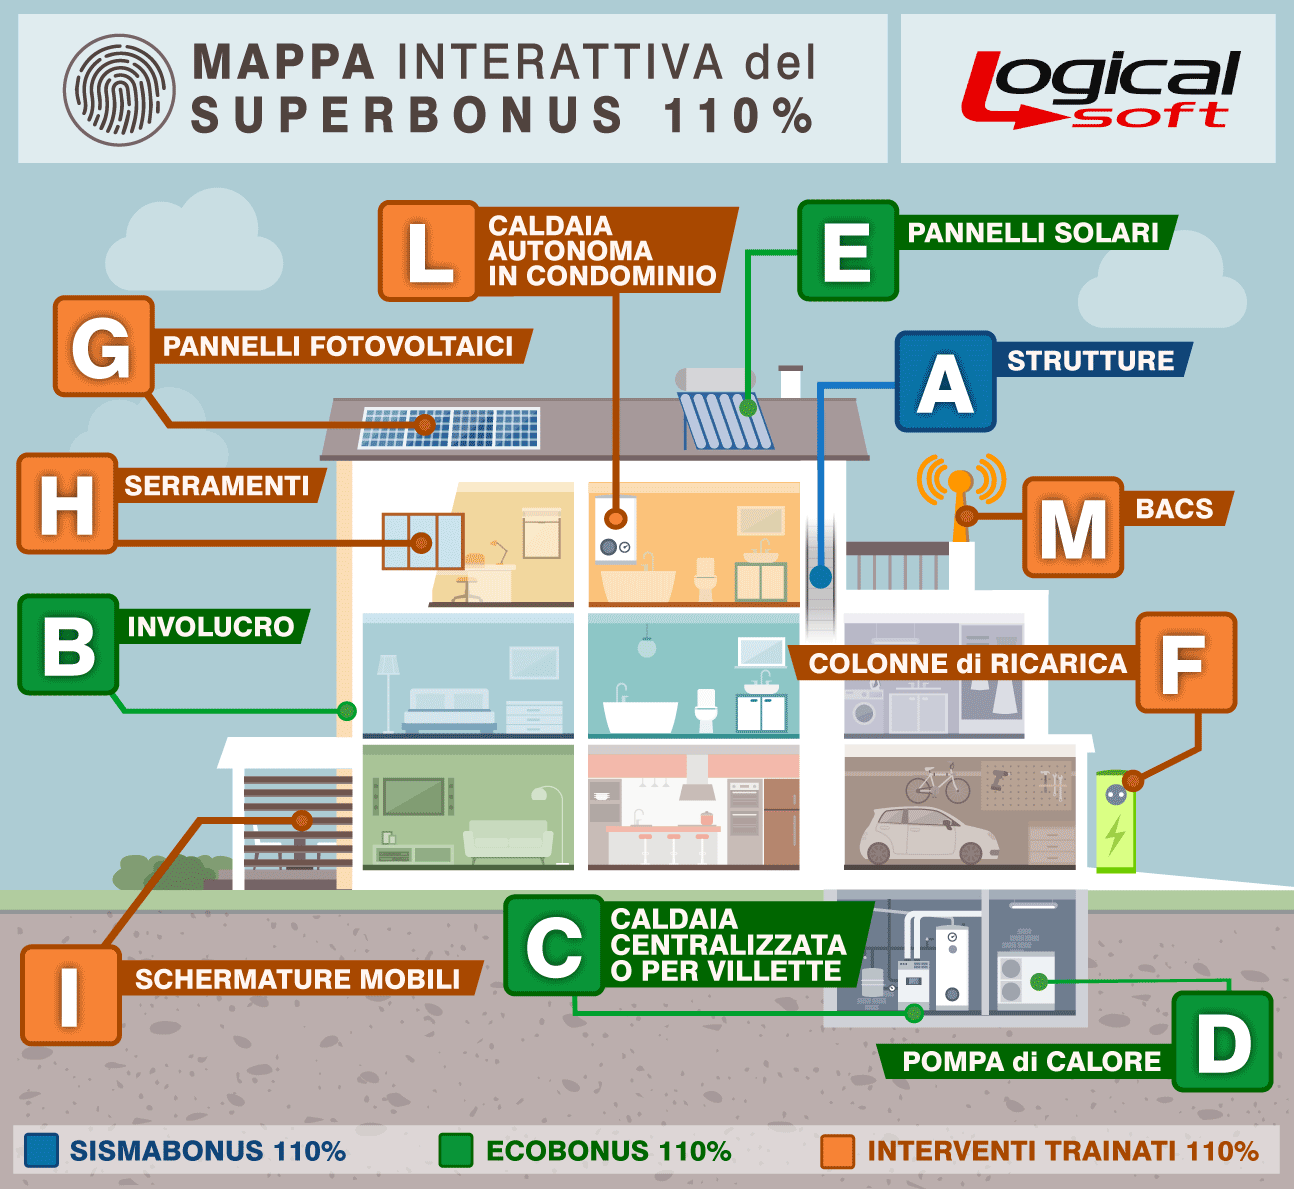 MAPPA INTERATTIVA del
SUPERBONUS 110%
Logical
soft
L
CALDAIA
AUTONOMA
IN CONDOMINIO
E
PANNELLI SOLARI
G
PANNELLI FOTOVOLTAICI
A
STRUTTURE
H
SERRAMENTI
M
BACS
B
INVOLUCRO
COLONNE di RICARICA
F
C
CALDAIA
CENTRALIZZATA
O PER VILLETTE
I
SCHERMATURE MOBILI
D
POMPA di CALORE
SISMABONUS 110%
ECOBONUS 110%
INTERVENTI TRAINATI 110%